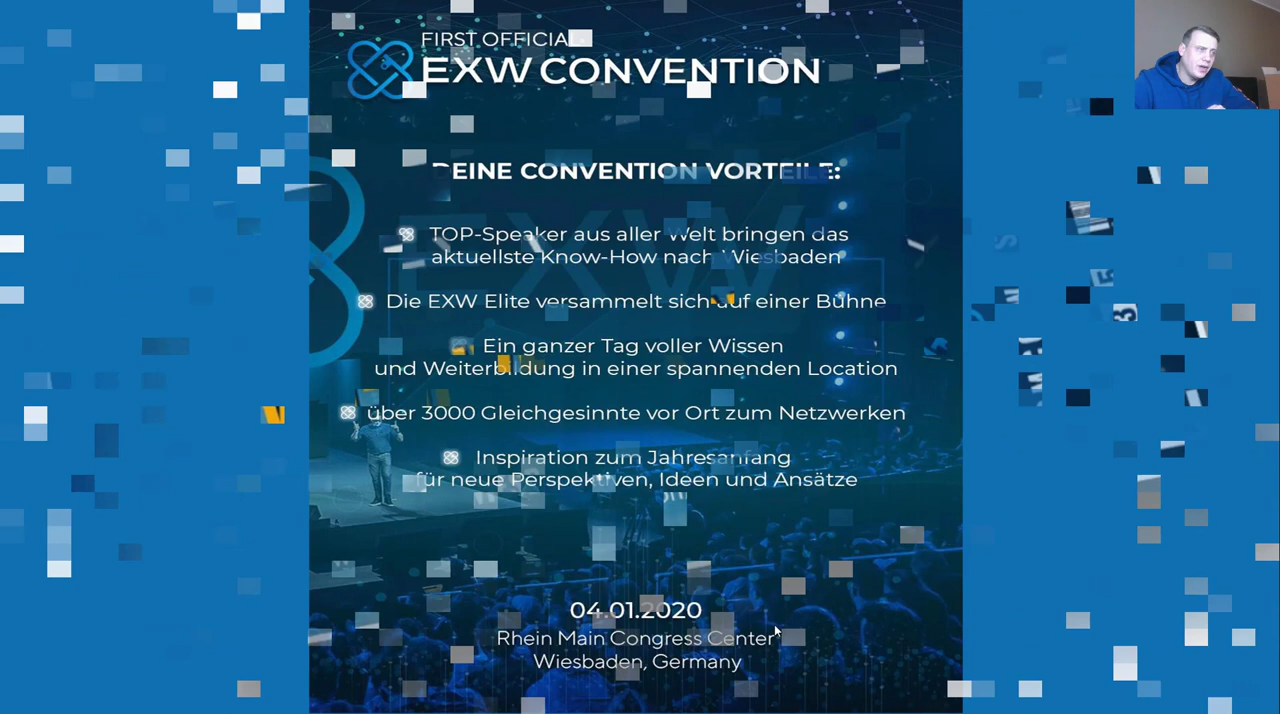 FIRST OFFICIAL
EXW CONVENTION
DEINE CONVENTION VORTEILE:
TOP-Speaker aus aller Welt bringen das
aktuellste Know-How nach Wiesbaden
Die EXW Elite versammelt sich auf einer Bühne
Ein ganzer Tag voller Wissen
und Weiterbildung in einer spannenden Location
über 3000 Gleichgesinnte vor Ort zum Netzwerken
Inspiration zum Jahresanfang
für neue Perspektiven, Ideen und Ansätze
04.01.2020
Rhein Main Congress Center
Wiesbaden, Germany
EXW